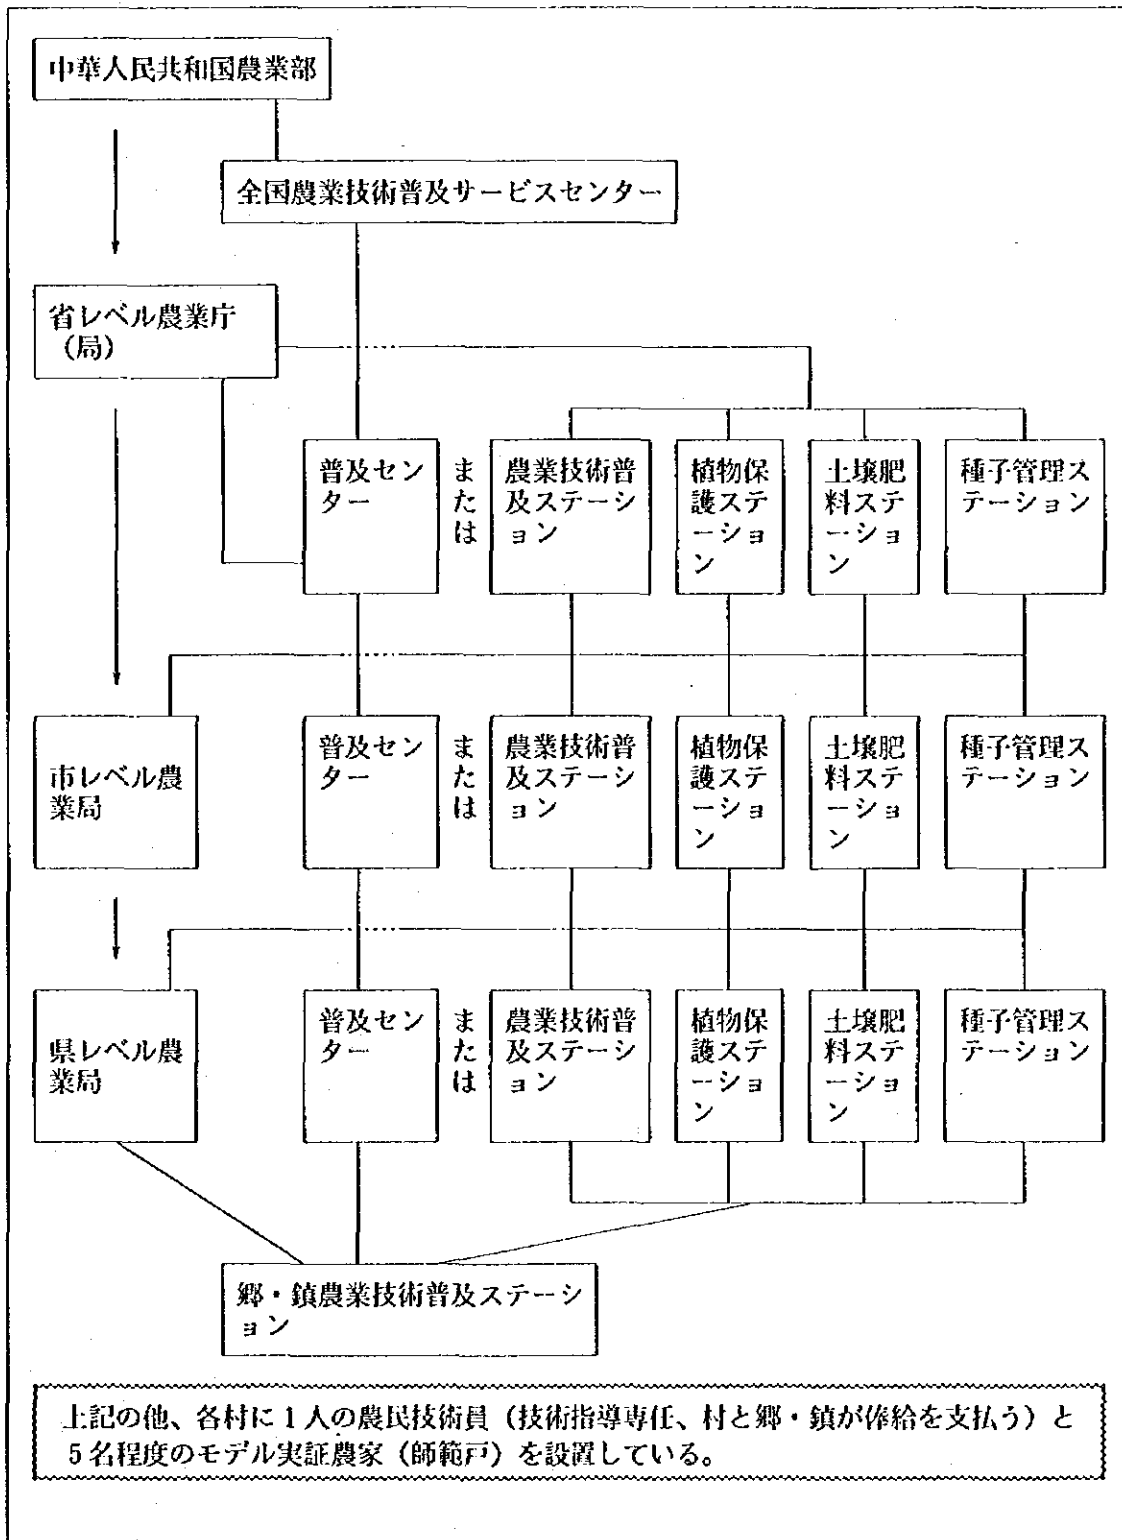 中華人民共和国農業部
全国農業技術普及サービスセンター
省レベル農業庁
（局）
普及セン
ター
または
農業技術普
及ステーシ
ョン
植物保
護ステ
ーショ
ン
土壌肥
料ステ
ーショ
ン
種子管理ス
テーション
市レベル農
業局
普及セン
ター
または
農業技術普
及ステーシ
ョン
植物保
護ステ
ーショ
ン
土壌肥
料ステ
ーショ
ン
種子管理ス
テーション
県レベル農
業局
普及セン
ター
または
農業技術普
及ステーシ
ョン
植物保
護ステ
ーショ
ン
土壌肥
料ステ
ーショ
ン
種子管理ス
テーション
郷・鎮農業技術普及ステーシ
ョン
上記の他、各村に１人の農民技術員（技術指導専任、村と郷・鎮が俸給を支払う）と
５名程度のモデル実証農家（師範戸）を設置している。